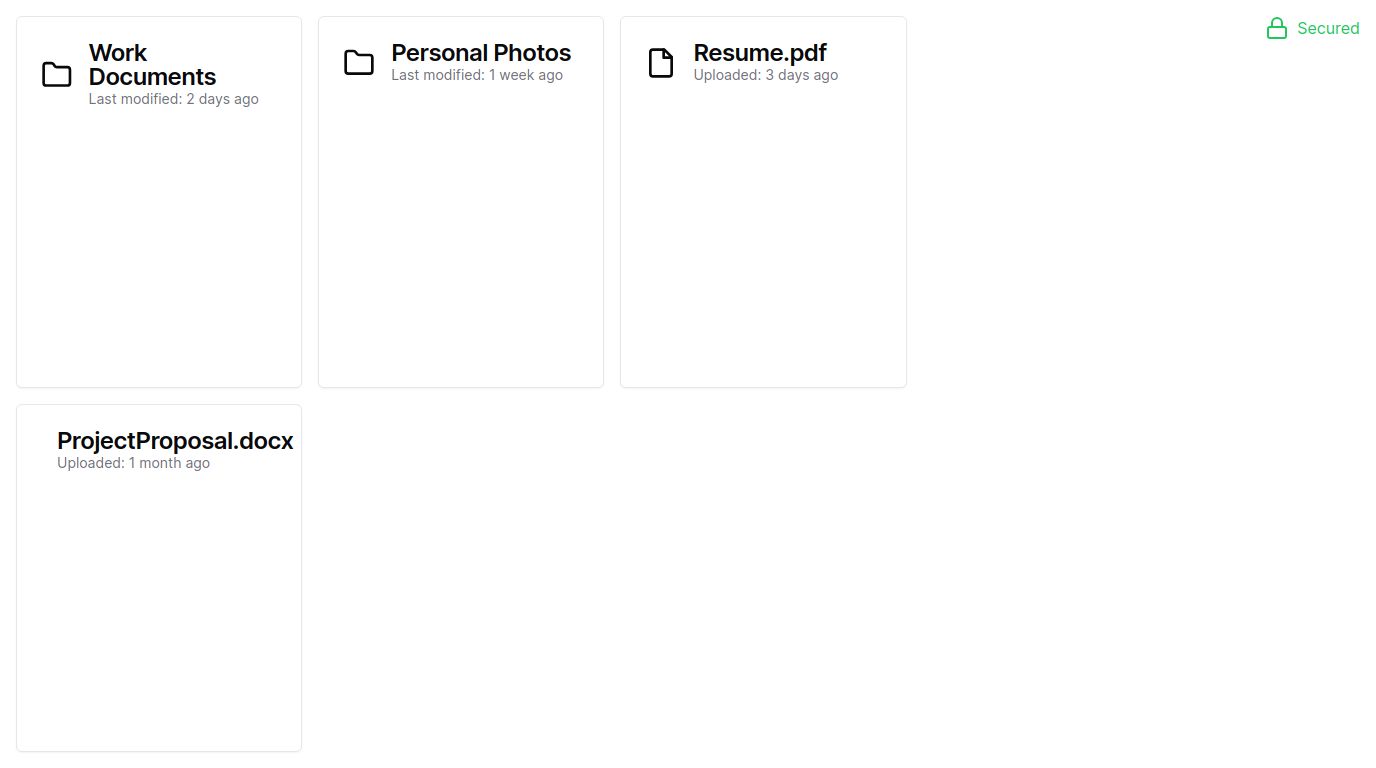 Work
Documents
Last modified: 2 days ago
Personal Photos
Last modified: 1 week ago
Resume.pdf
Uploaded: 3 days ago
Secured
ProjectProposal.docx
Uploaded: 1 month ago